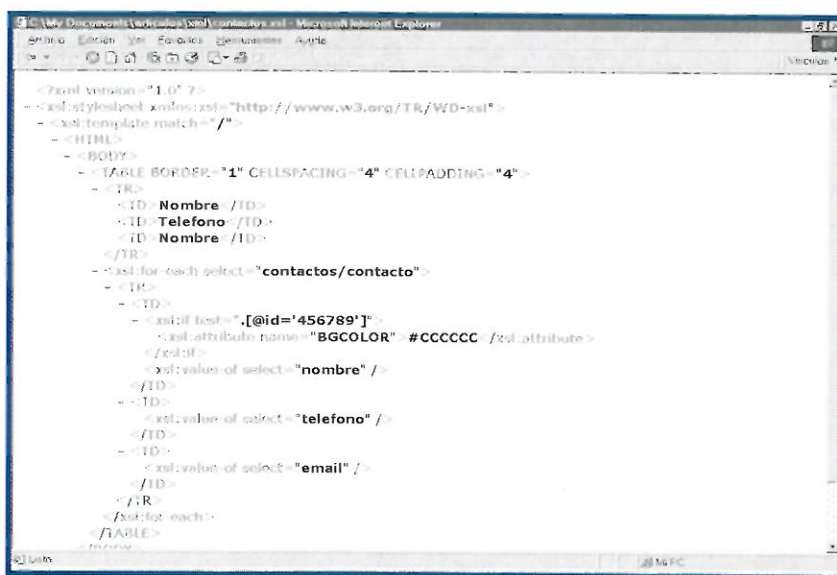 C:\My Documents\articulos\xml\contactos.xsl - Microsoft Internet Explorer
Archivo Edición Ver Favoritos Herramientas Ayuda
Vínculos
<?xml version="1.0" ?>
- <xsl:stylesheet xmlns:xsl="http://www.w3.org/TR/WD-xsl">
- <xsl:template match="/">
- <HTML>
- <BODY>
- <TABLE BORDER="1" CELLSPACING="4" CELLPADDING="4">
- <TR>
<TD>Nombre</TD>
<TD>Telefono</TD>
<TD>Nombre</TD>
</TR>
- <xsl:for-each select="contactos/contacto">
- <TR>
- <TD>
- <xsl:if test=".[@id='456789']">
<xsl:attribute name="BGCOLOR">#CCCCCC</xsl:attribute>
</xsl:if>
<xsl:value-of select="nombre" />
</TD>
- <TD>
<xsl:value-of select="telefono" />
</TD>
- <TD>
<xsl:value-of select="email" />
</TD>
</TR>
</xsl:for-each>
</TABLE>
</BODY>
Listo
Mi PC